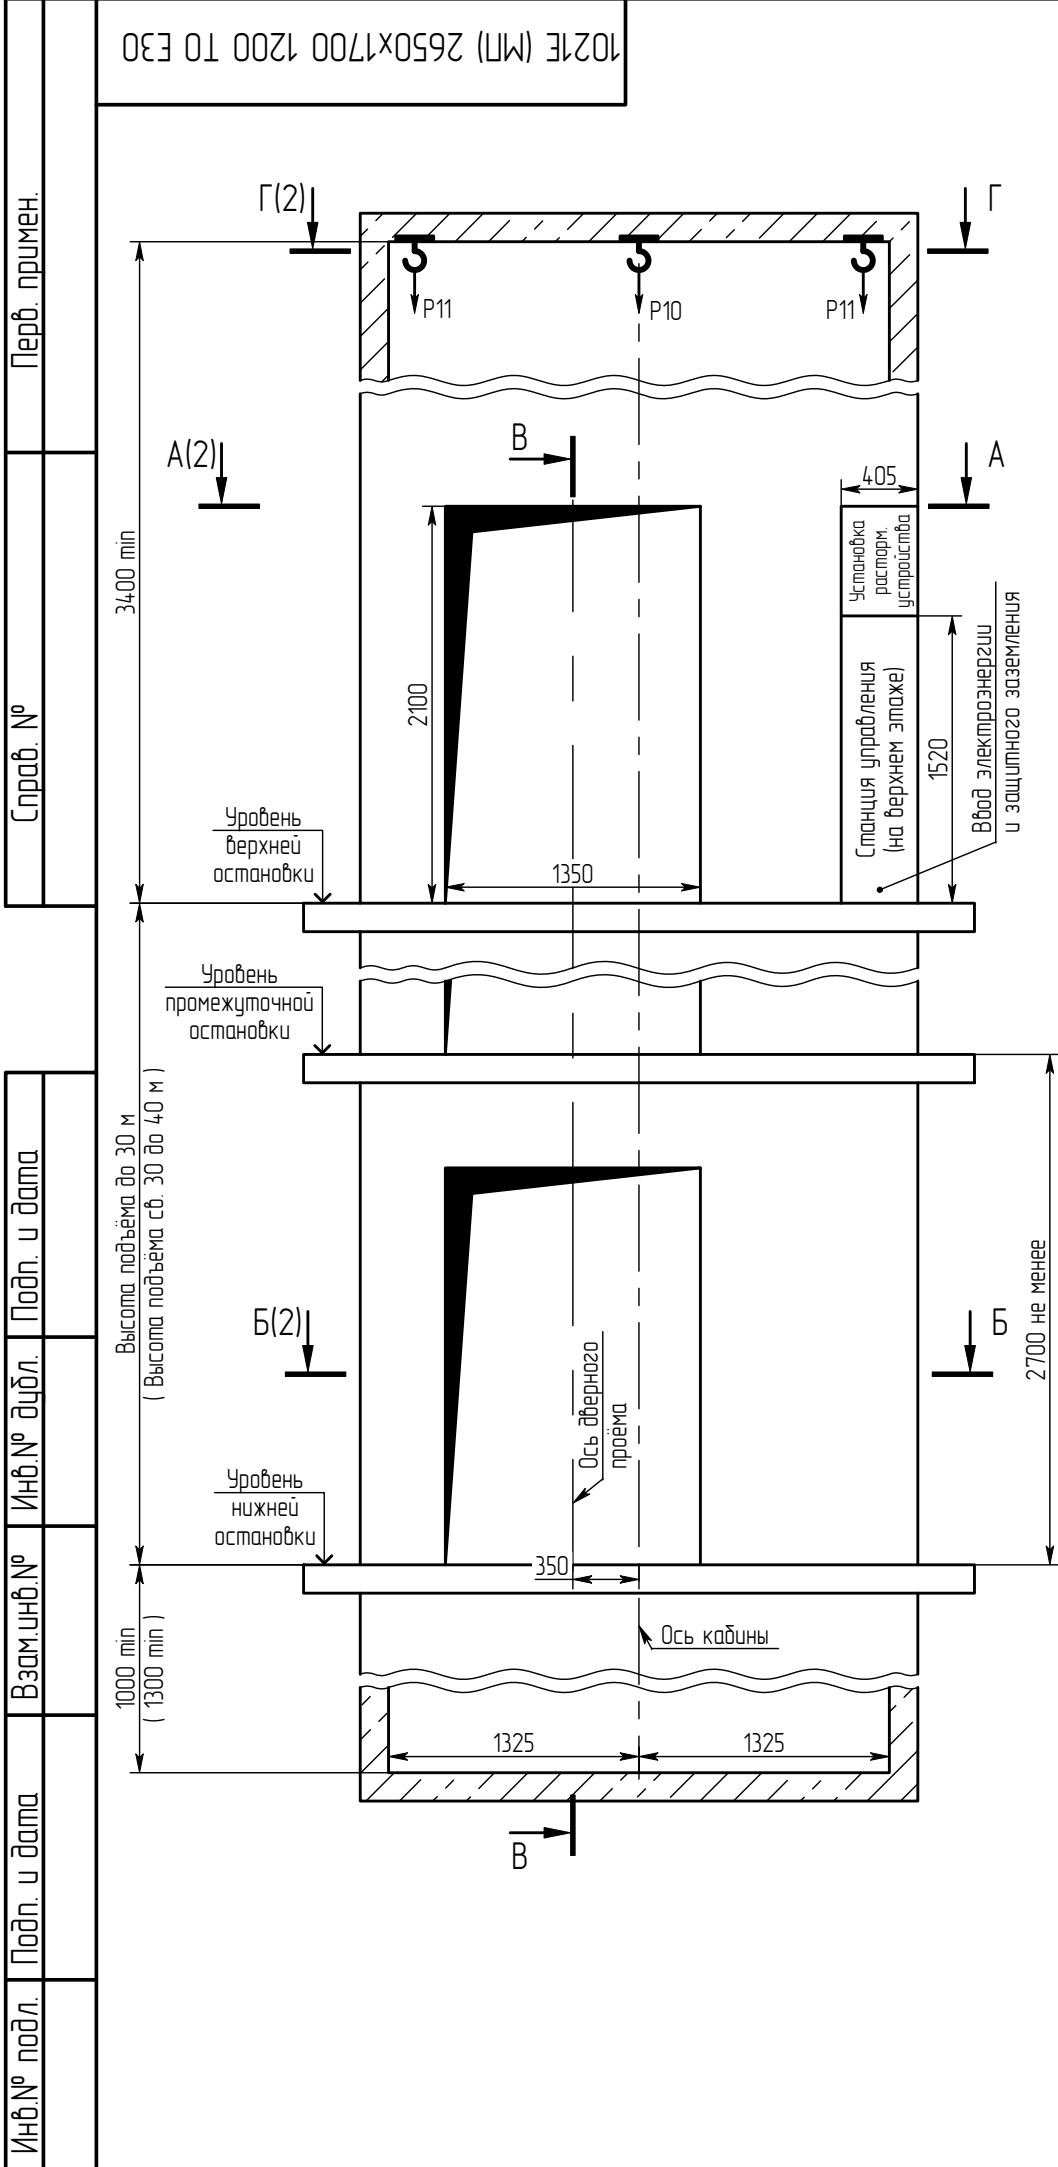 1021Е (МП) 2650х1700 1200 ТО Е30
Перв. примен.
Справ. №
Подп. и дата
Инв.№ дубл.
Взам.инв.№
Подп. и дата
Инв.№ подл.
Г(2)
Г
Р11
Р10
Р11
В
А(2)
А
405
Установка
расторм.
устройства
3400 min
2100
Станция управления
(на верхнем этаже)
1520
Ввод электроэнергии
и защитного заземления
Уровень
верхней
остановки
1350
Уровень
промежуточной
остановки
Высота подъёма до 30 м
( Высота подъёма св. 30 до 40 м )
Б(2)
Б
2700 не менее
Ось дверного
проёма
Уровень
нижней
остановки
350
Ось кабины
1000 min
( 1300 min )
1325
1325
В